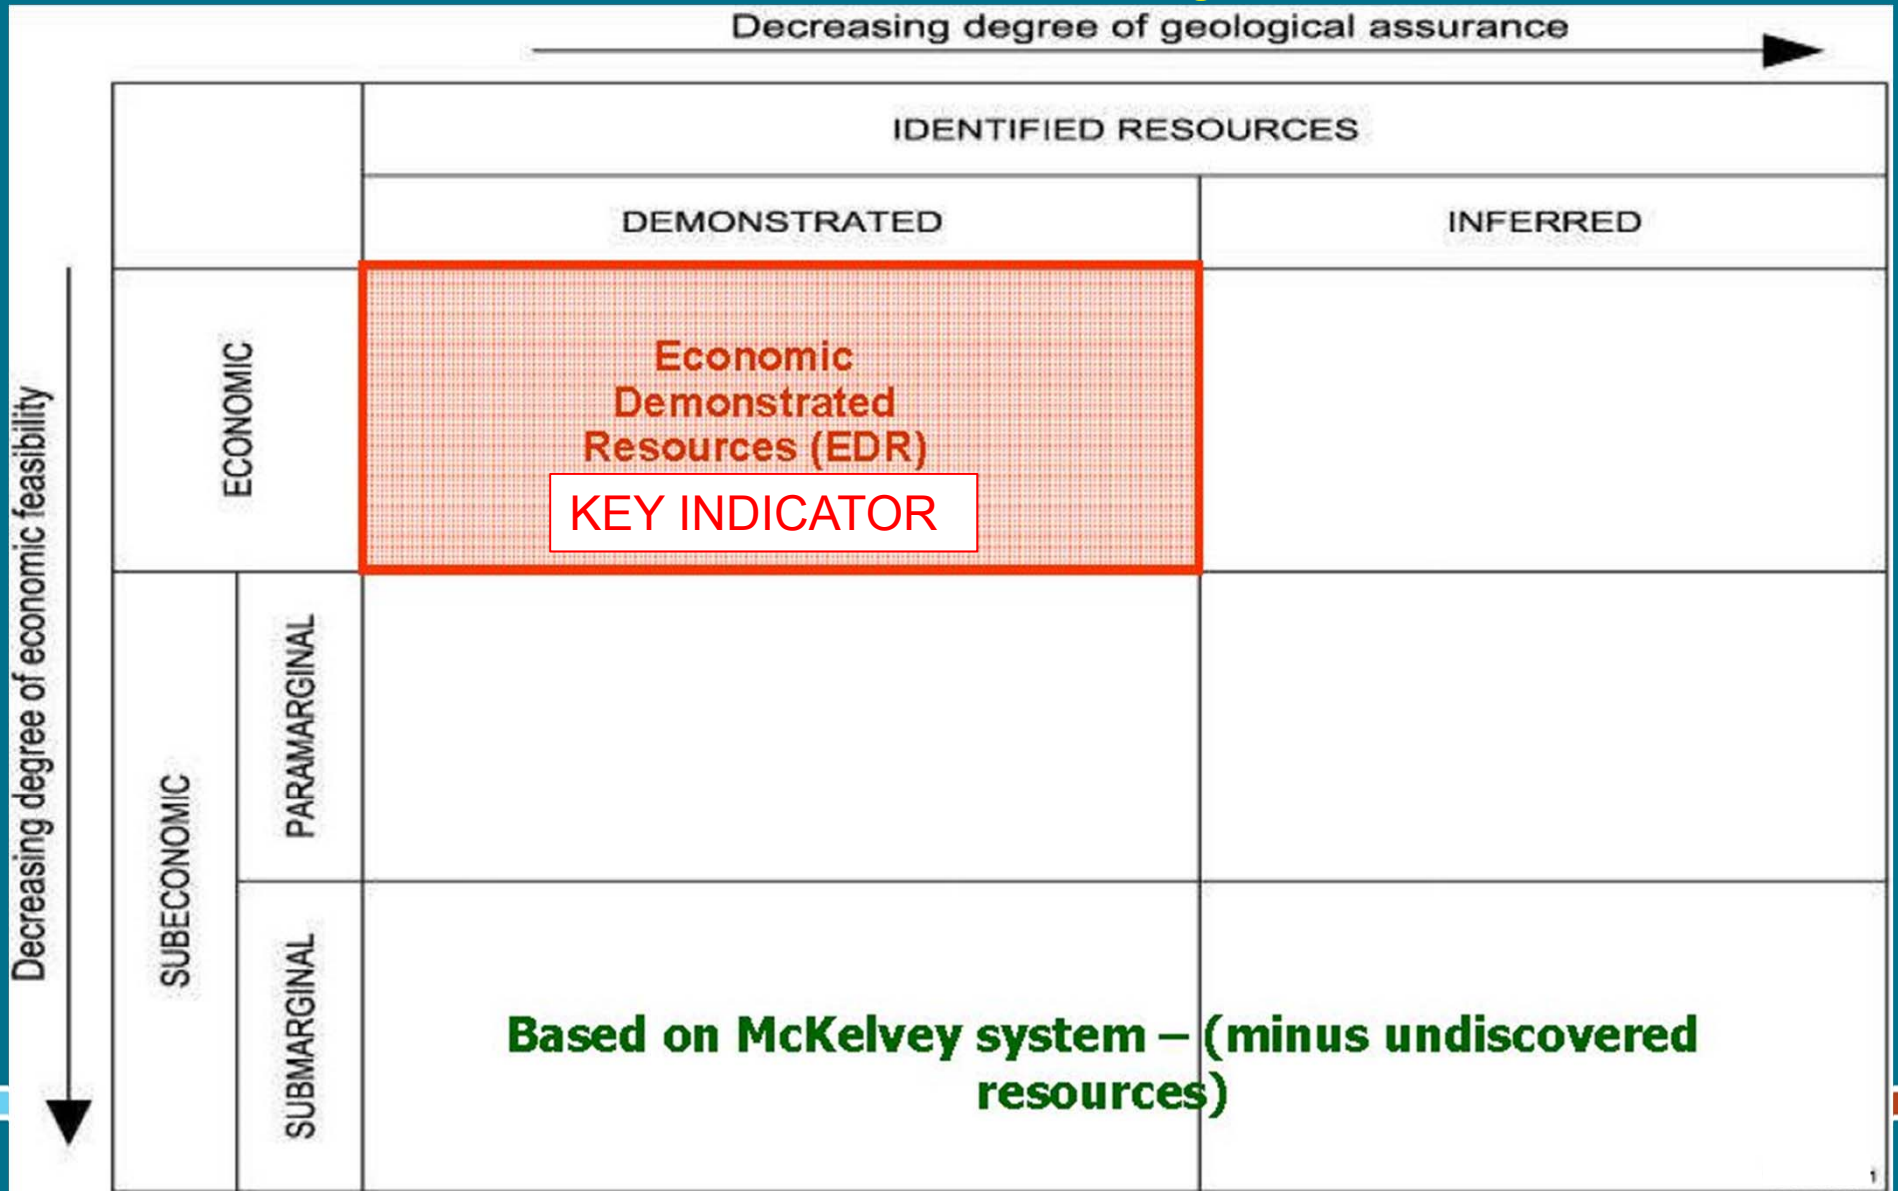 Decreasing degree of geological assurance
IDENTIFIED RESOURCES
DEMONSTRATED
INFERRED
Decreasing degree of economic feasibility
ECONOMIC
Economic
Demonstrated
Resources (EDR)
KEY INDICATOR
SUBECONOMIC
PARAMARGINAL
SUBMARGINAL
Based on McKelvey system – (minus undiscovered
resources)
1